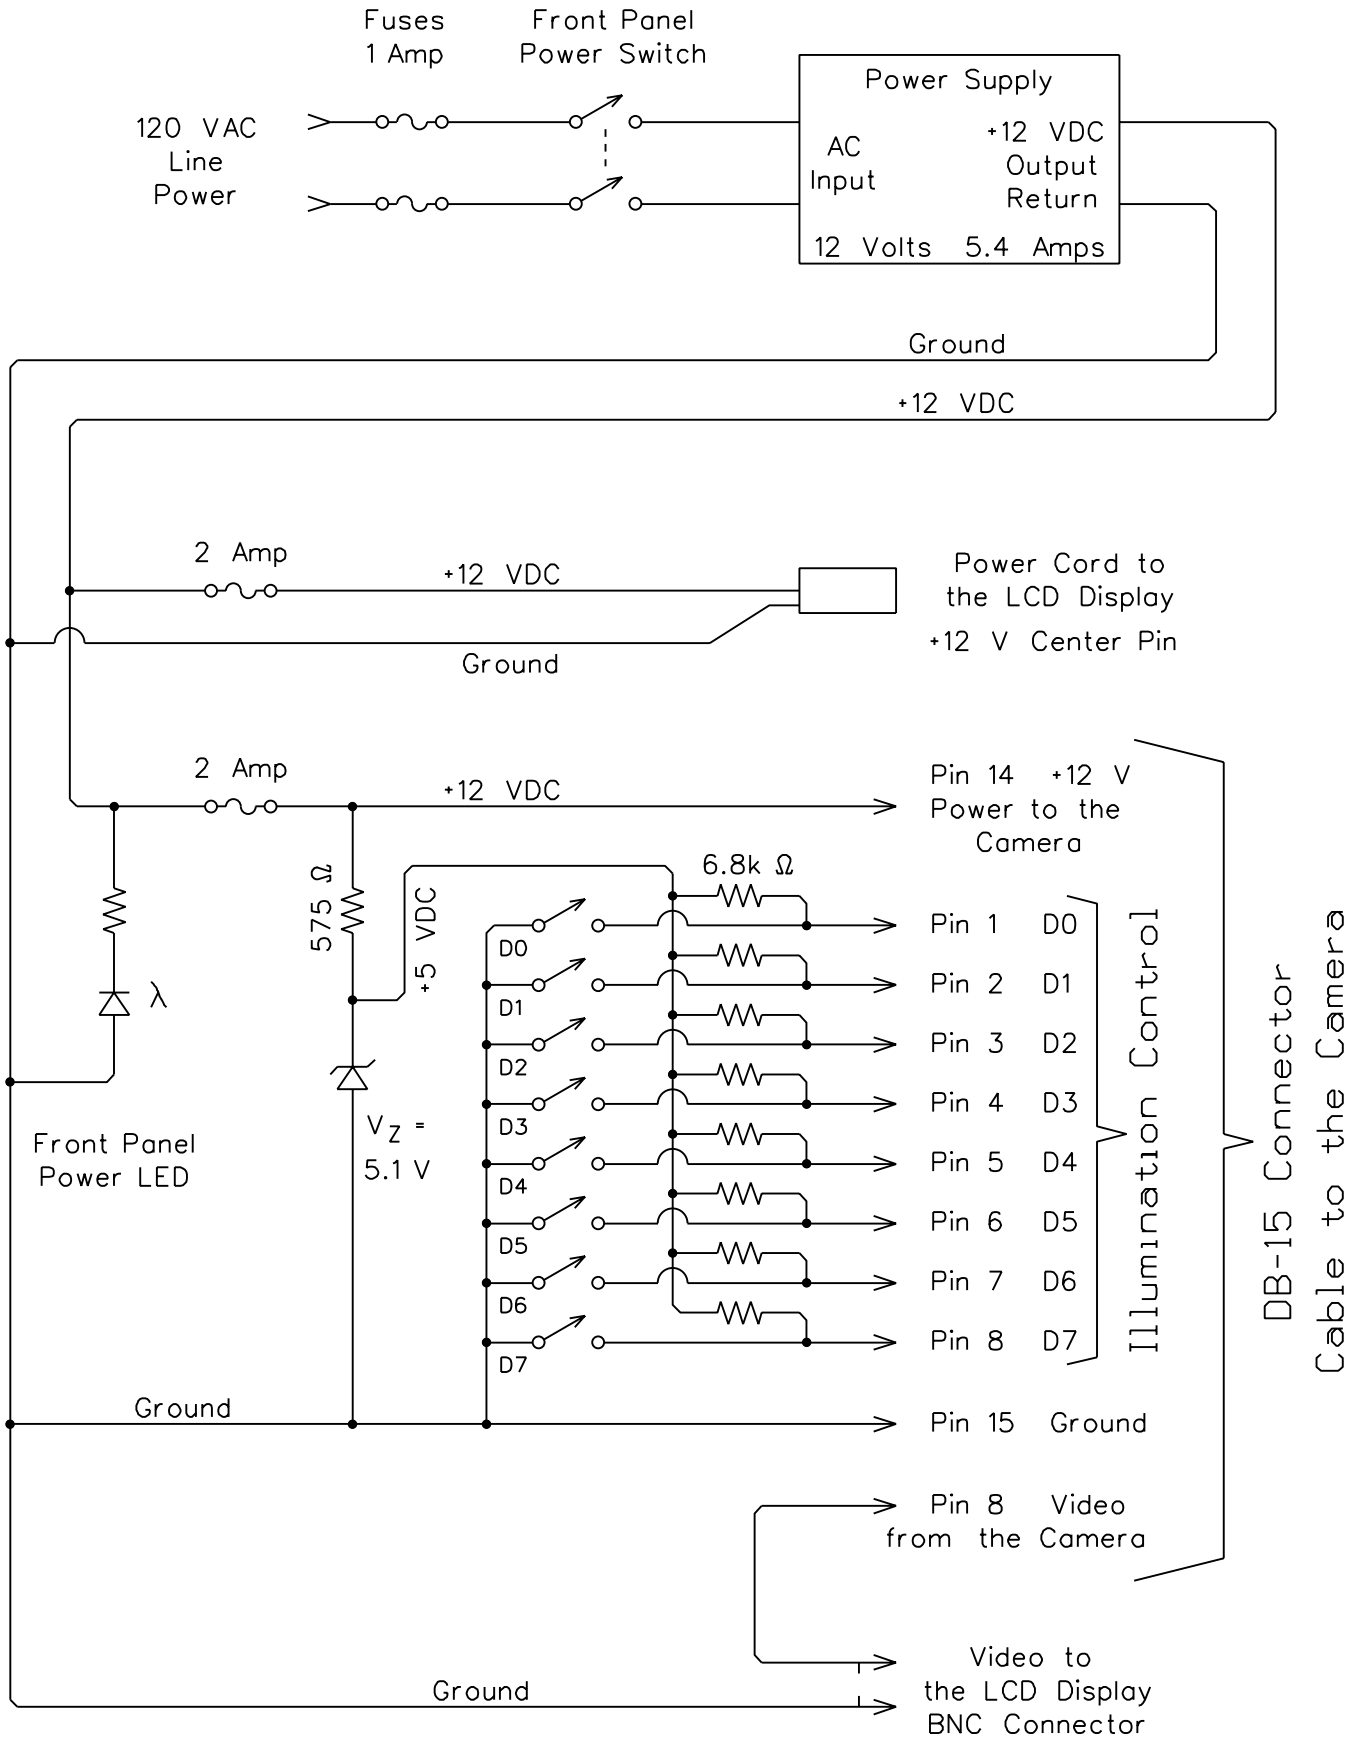 Fuses
1 Amp
Front Panel
Power Switch
120 VAC
Line
Power
Power Supply
AC
Input
+12 VDC
Output
Return
12 Volts 5.4 Amps
Ground
+12 VDC
2 Amp
+12 VDC
Ground
Power Cord to
the LCD Display
+12 V Center Pin
2 Amp
+12 VDC
Pin 14 +12 V
Power to the
Camera
575 Ω
+5 VDC
6.8k Ω
λ
Front Panel
Power LED
VZ =
5.1 V
D0
D1
D2
D3
D4
D5
D6
D7
Pin 1 D0
Pin 2 D1
Pin 3 D2
Pin 4 D3
Pin 5 D4
Pin 6 D5
Pin 7 D6
Pin 8 D7
Illumination Control
DB-15 Connector
Cable to the Camera
Ground
Pin 15 Ground
Pin 8 Video
from the Camera
Ground
Video to
the LCD Display
BNC Connector